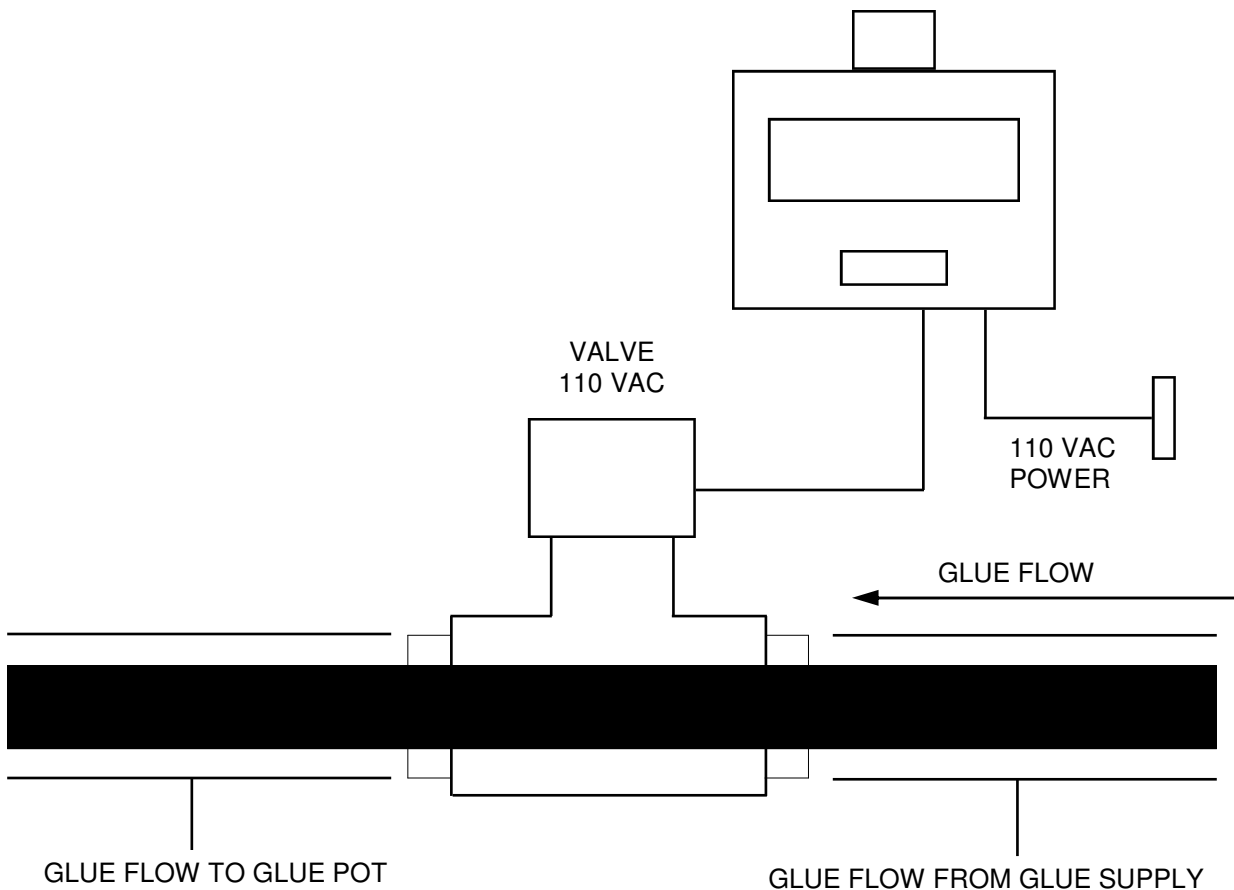 VALVE
110 VAC
110 VAC
POWER
GLUE FLOW
GLUE FLOW TO GLUE POT
GLUE FLOW FROM GLUE SUPPLY